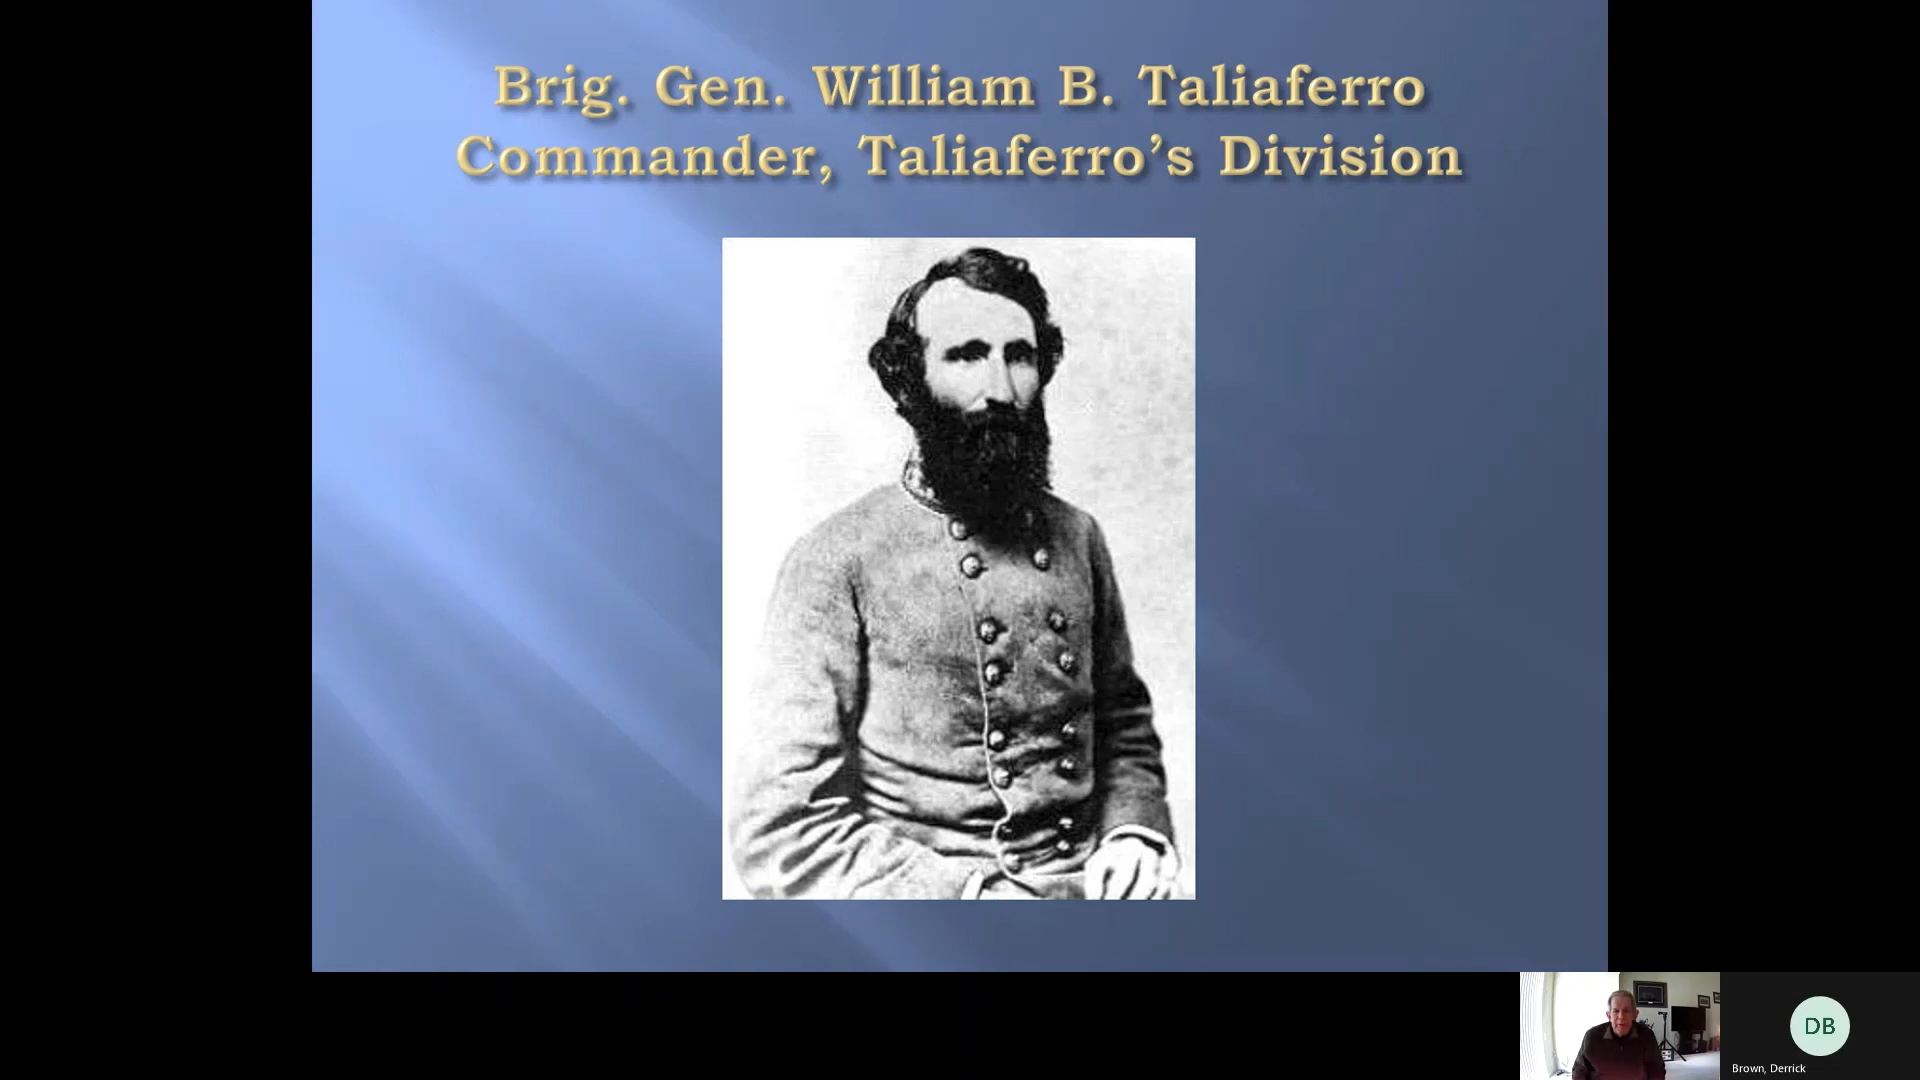 Brig. Gen. William B. Taliaferro
Commander, Taliaferro’s Division
DB
Brown, Derrick